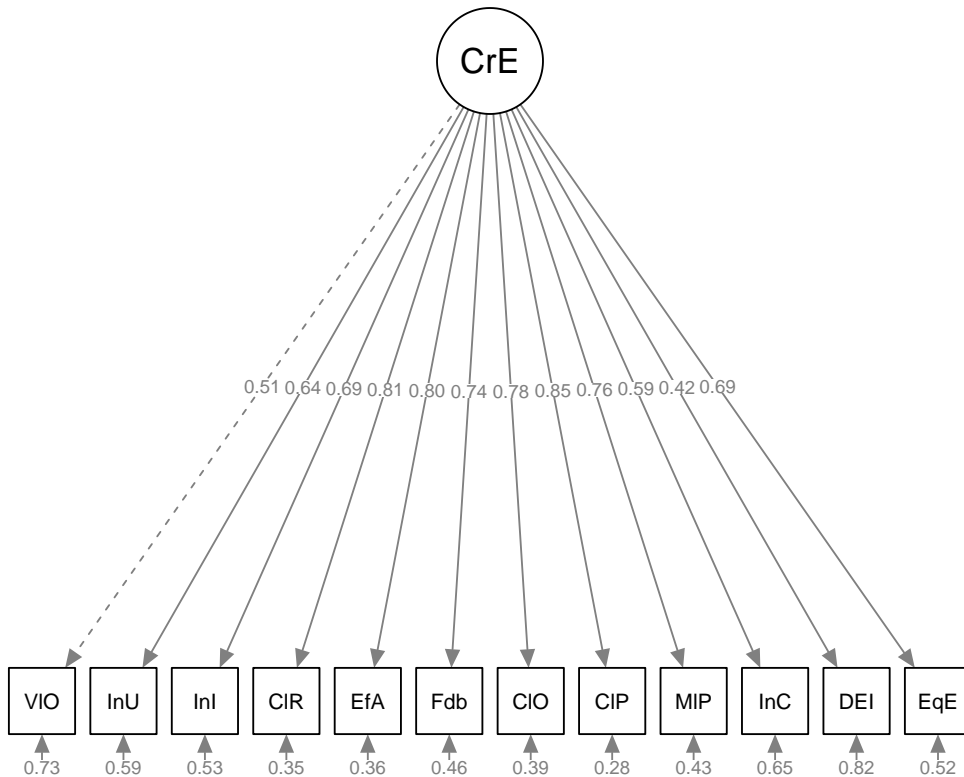 CrE
0.51 0.64 0.69 0.81 0.80 0.74 0.78 0.85 0.76 0.59 0.42 0.69
VIO InU InI ClR EfA Fdb ClO ClP MIP InC DEI EqE
0.73 0.59 0.53 0.35 0.36 0.46 0.39 0.28 0.43 0.65 0.82 0.52